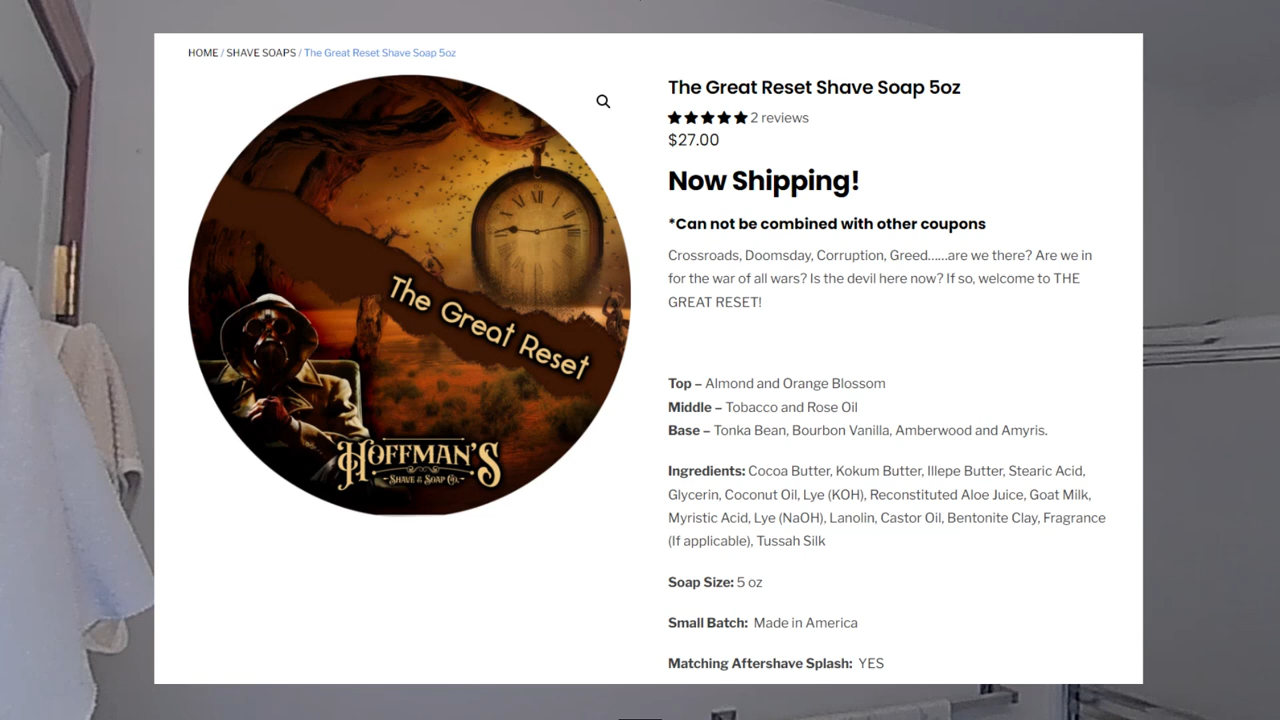 HOME / SHAVE SOAPS / The Great Reset Shave Soap 5oz
The Great Reset
HOFFMAN'S
SHAVE & SOAP CO.
The Great Reset Shave Soap 5oz
★★★★★ 2 reviews
$27.00
Now Shipping!
*Can not be combined with other coupons
Crossroads, Doomsday, Corruption, Greed......are we there? Are we in
for the war of all wars? Is the devil here now? If so, welcome to THE
GREAT RESET!
Top – Almond and Orange Blossom
Middle – Tobacco and Rose Oil
Base – Tonka Bean, Bourbon Vanilla, Amberwood and Amyris.
Ingredients: Cocoa Butter, Kokum Butter, Illepe Butter, Stearic Acid,
Glycerin, Coconut Oil, Lye (KOH), Reconstituted Aloe Juice, Goat Milk,
Myristic Acid, Lye (NaOH), Lanolin, Castor Oil, Bentonite Clay, Fragrance
(If applicable), Tussah Silk
Soap Size: 5 oz
Small Batch: Made in America
Matching Aftershave Splash: YES